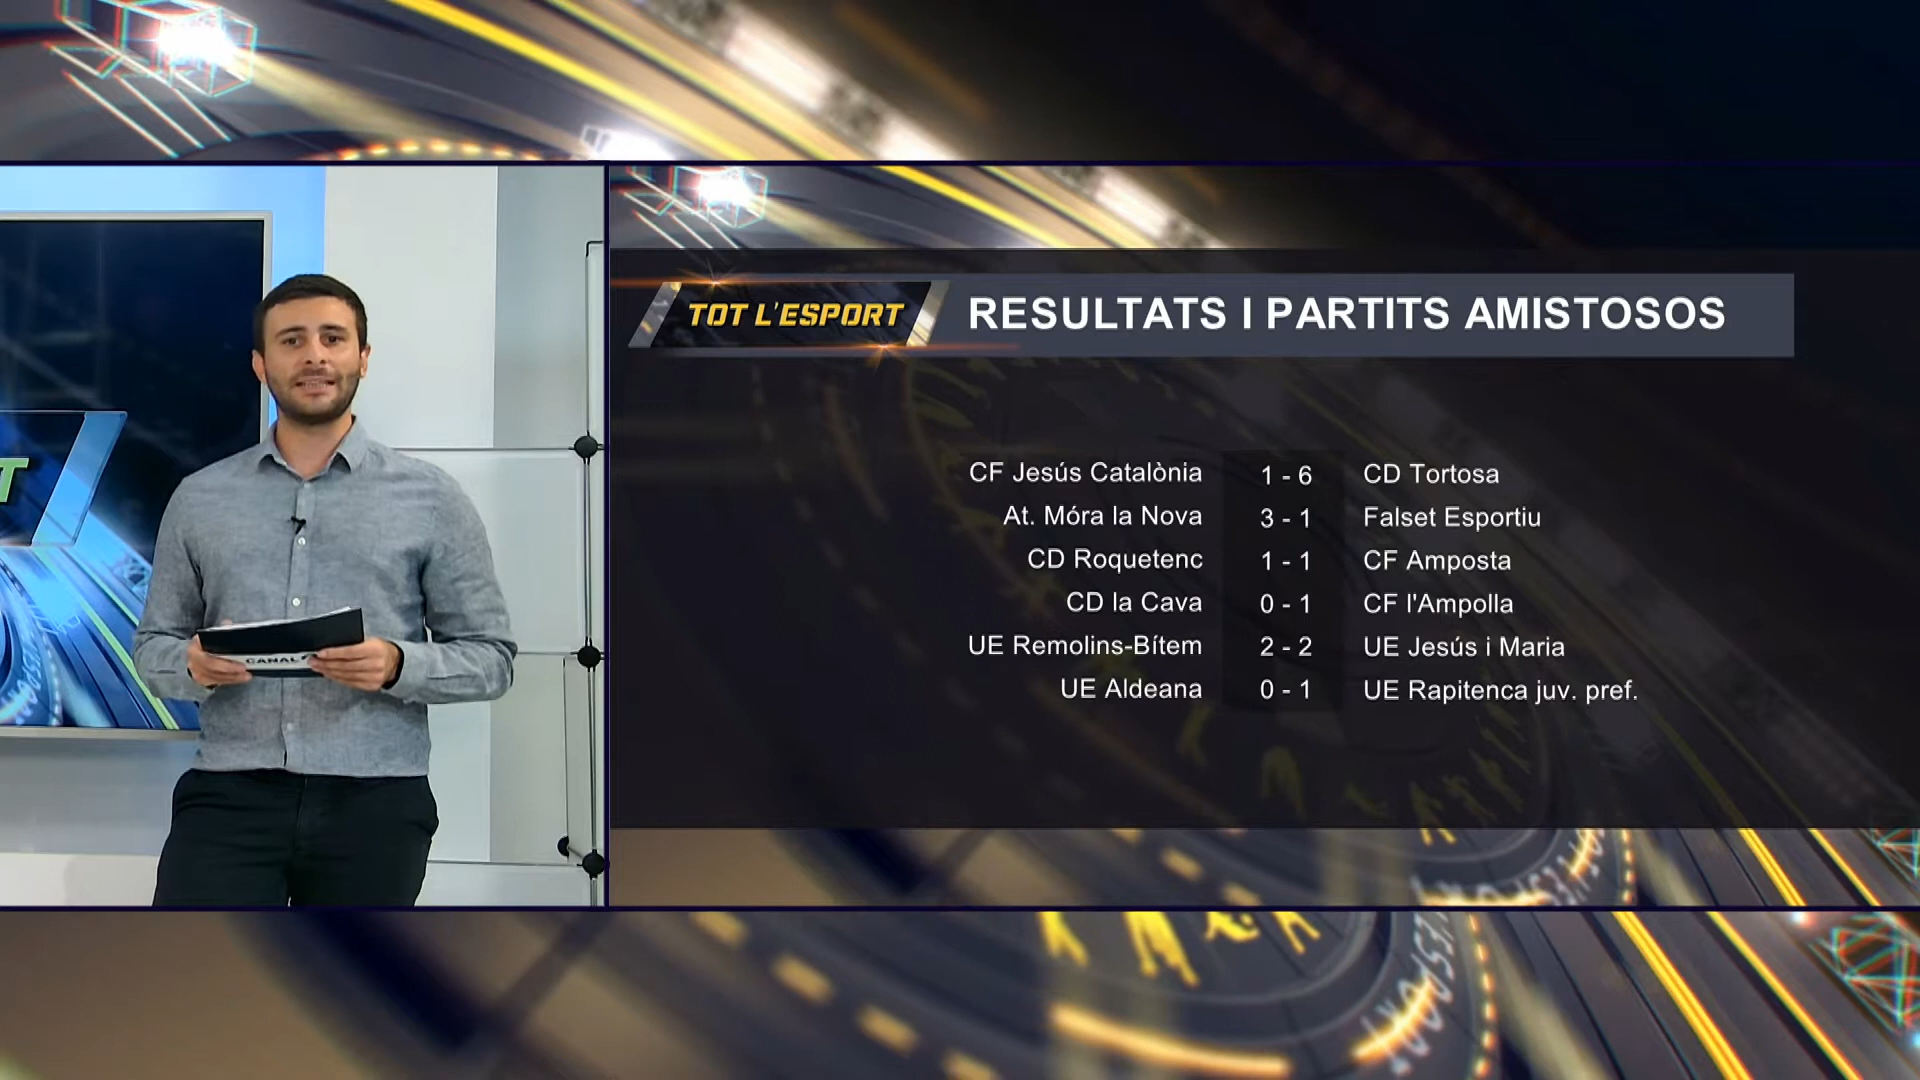 TOT L'ESPORT
RESULTATS I PARTITS AMISTOSOS
CF Jesús Catalònia 1 - 6 CD Tortosa
At. Móra la Nova 3 - 1 Falset Esportiu
CD Roquetenc 1 - 1 CF Amposta
CD la Cava 0 - 1 CF l'Ampolla
UE Remolins-Bítem 2 - 2 UE Jesús i Maria
UE Aldeana 0 - 1 UE Rapitenca juv. pref.
T
CANAL